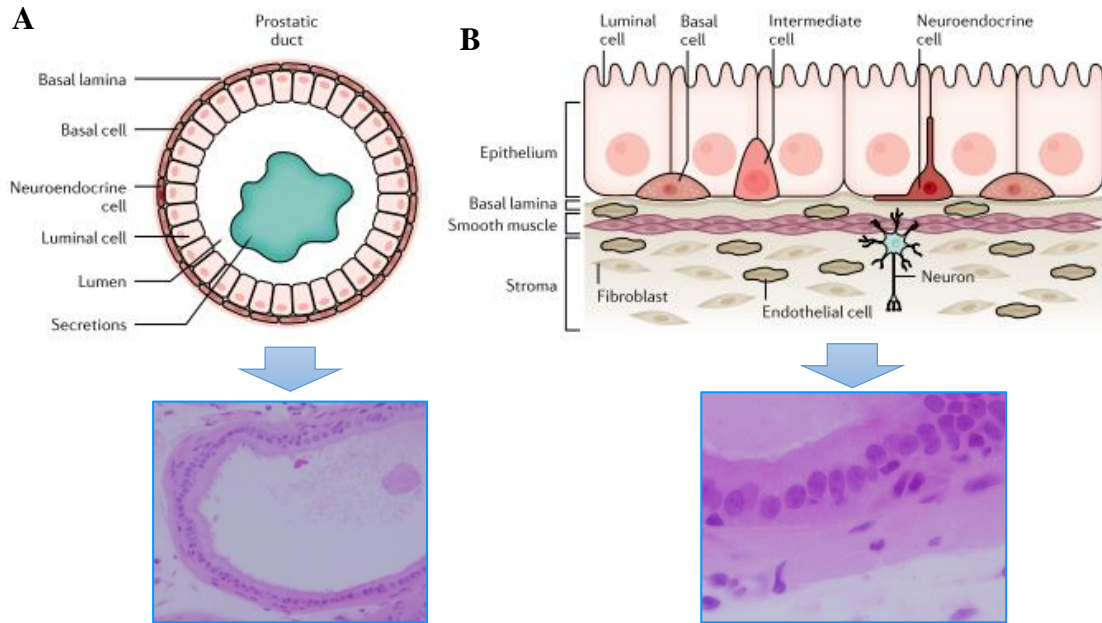 A
Prostatic
duct
Basal lamina
Basal cell
Neuroendocrine
cell
Luminal cell
Lumen
Secretions
B
Luminal
cell
Basal
cell
Intermediate
cell
Neuroendocrine
cell
Epithelium
Basal lamina
Smooth muscle
Stroma
Fibroblast
Endothelial cell
Neuron